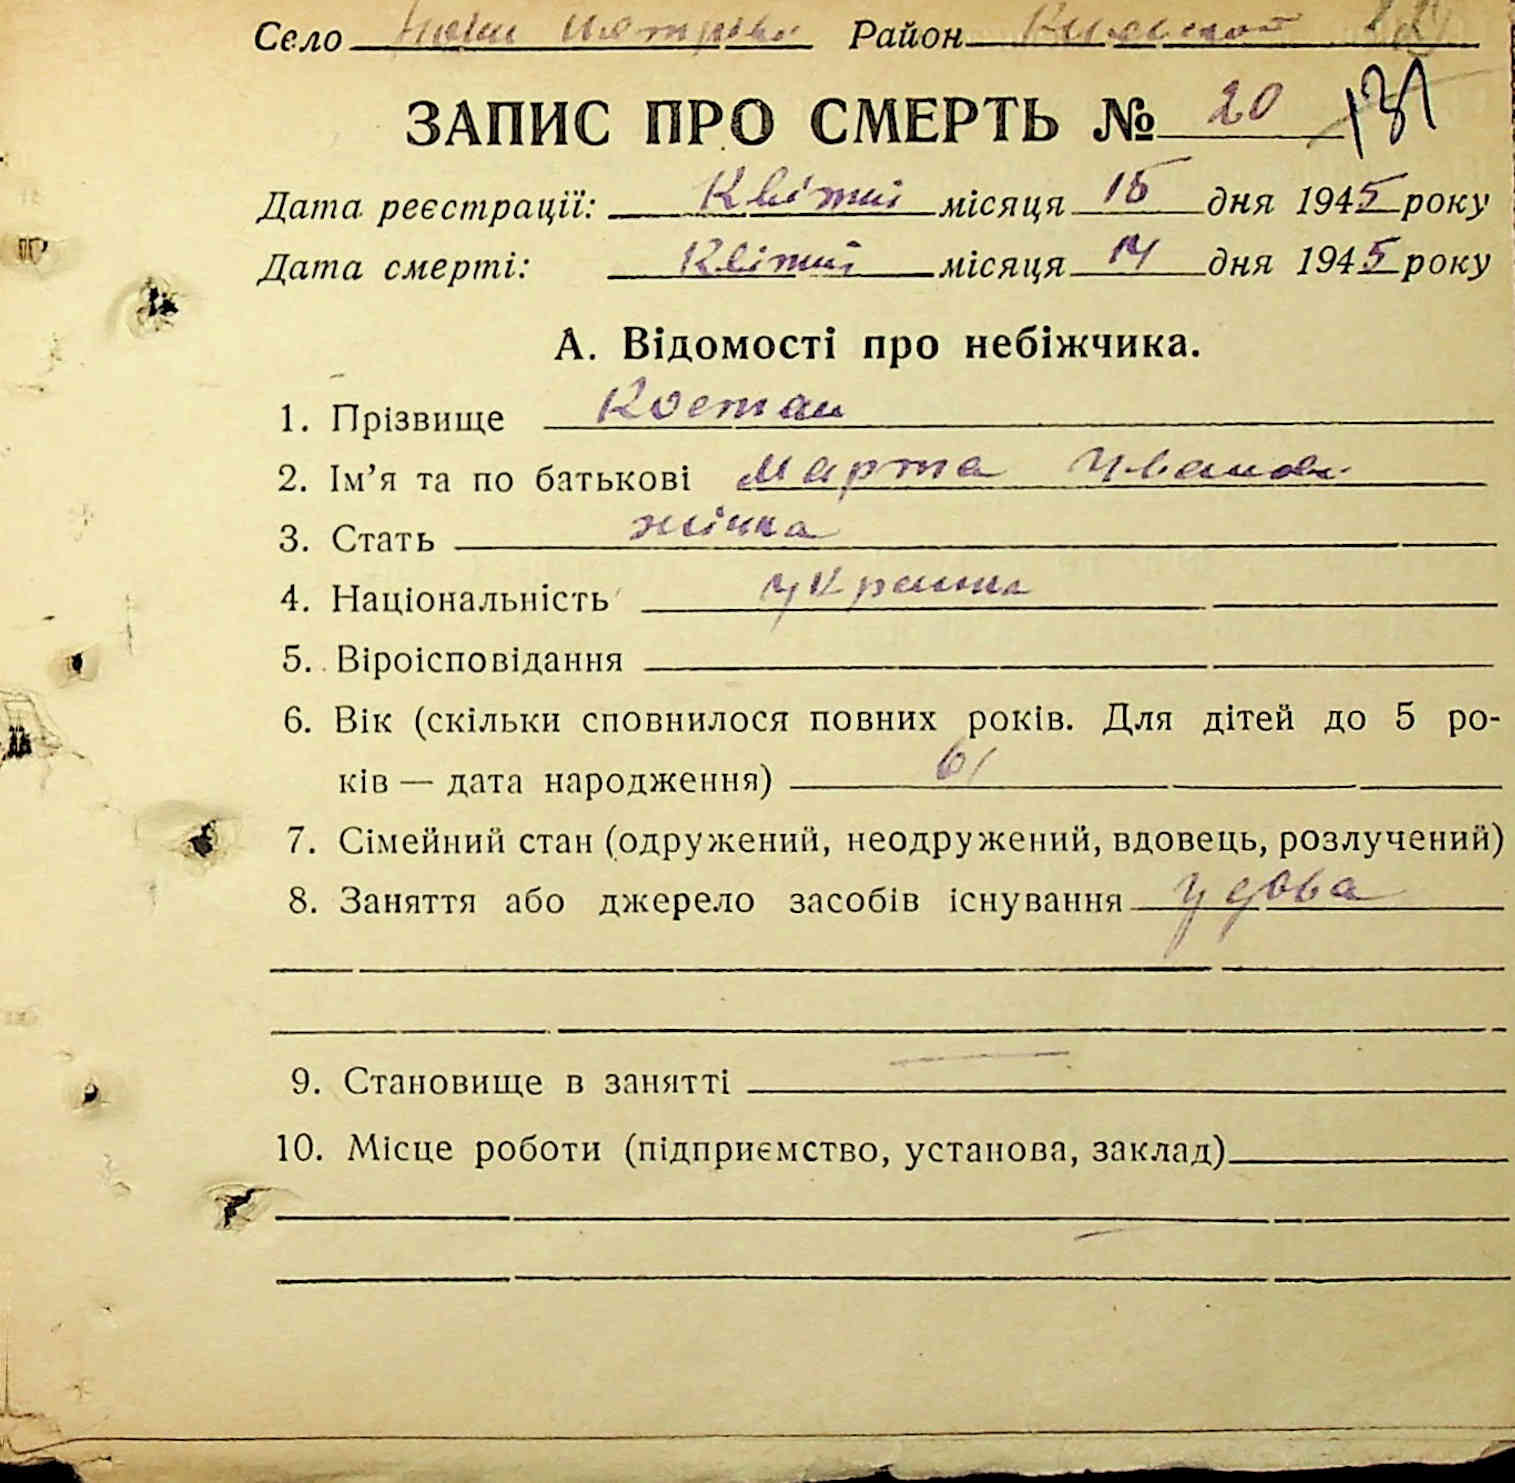 Село Нові Петрівці Район
ЗАПИС ПРО СМЕРТЬ № 20 131
Дата реєстрації: Квітні місяця 15 дня 1945 року
Дата смерті: Квітні місяця 14 дня 1945 року
А. Відомості про небіжчика.
1. Прізвище Костан
2. Ім’я та по батькові Марта Иванов
3. Стать жінка
4. Національність україн
5. Віроісповідання
6. Вік (скільки сповнилося повних років. Для дітей до 5 ро-
ків — дата народження) 61
7. Сімейний стан (одружений, неодружений, вдовець, розлучений)
8. Заняття або джерело засобів існування удова
9. Становище в занятті —
10. Місце роботи (підприємство, установа, заклад)